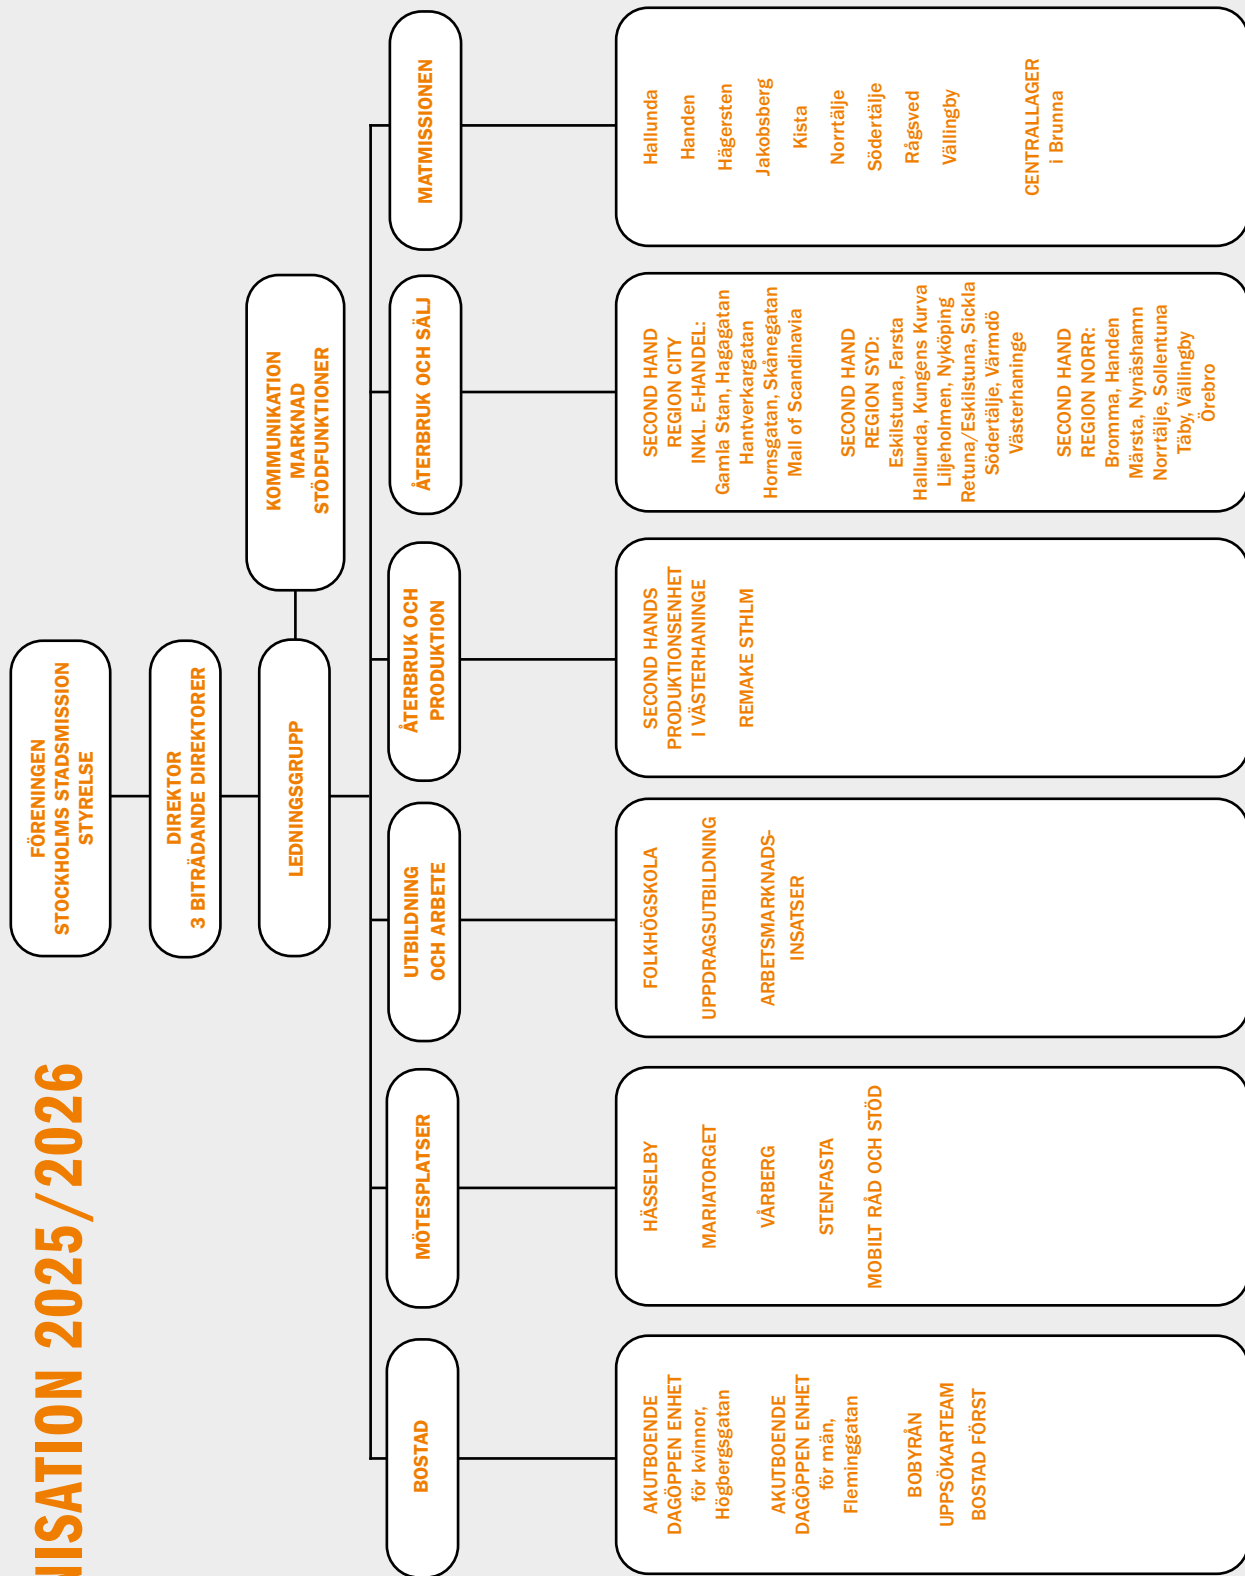 NISATION 2025/2026
FÖRENINGEN
STOCKHOLMS STADSMISSION
STYRELSE
DIREKTOR
3 BITRÄDANDE DIREKTORER
LEDNINGSGRUPP
KOMMUNIKATION
MARKNAD
STÖDFUNKTIONER
BOSTAD
MÖTESPLATSER
UTBILDNING
OCH ARBETE
ÅTERBRUK OCH
PRODUKTION
ÅTERBRUK OCH SÄLJ
MATMISSIONEN
AKUTBOENDE
DAGÖPPEN ENHET
för kvinnor,
Högbergsgatan
AKUTBOENDE
DAGÖPPEN ENHET
för män,
Fleminggatan
BOBYRÅN
UPPSÖKARTEAM
BOSTAD FÖRST
HÄSSELBY
MARIATORGET
VÅRBERG
STENFASTA
MOBILT RÅD OCH STÖD
FOLKHÖGSKOLA
UPPDRAGSUTBILDNING
ARBETSMARKNADS-
INSATSER
SECOND HANDS
PRODUKTIONSENHET
I VÄSTERHANINGE
REMAKE STHLM
SECOND HAND
REGION CITY
INKL. E-HANDEL:
Gamla Stan, Hagagatan
Hantverkargatan
Hornsgatan, Skånegatan
Mall of Scandinavia
SECOND HAND
REGION SYD:
Eskilstuna, Farsta
Hallunda, Kungens Kurva
Liljeholmen, Nyköping
Retuna/Eskilstuna, Sickla
Södertälje, Värmdö
Västerhaninge
SECOND HAND
REGION NORR:
Bromma, Handen
Märsta, Nynäshamn
Norrtälje, Sollentuna
Täby, Vällingby
Örebro
Hallunda
Handen
Hägersten
Jakobsberg
Kista
Norrtälje
Södertälje
Rågsved
Vällingby
CENTRALLAGER
i Brunna